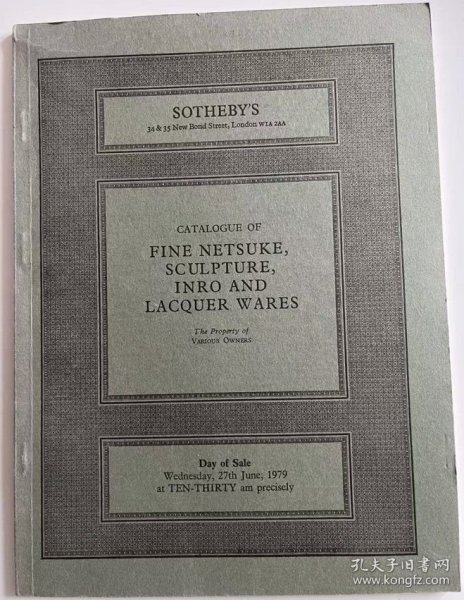 SOTHEBY'S
34 & 35 New Bond Street, London W1A 2AA
CATALOGUE OF
FINE NETSUKE,
SCULPTURE,
INRO AND
LACQUER WARES
The Property of
VARIOUS OWNERS
Day of Sale
Wednesday, 27th June, 1979
at TEN-THIRTY am precisely
孔夫子旧书网
www.kongfz.com